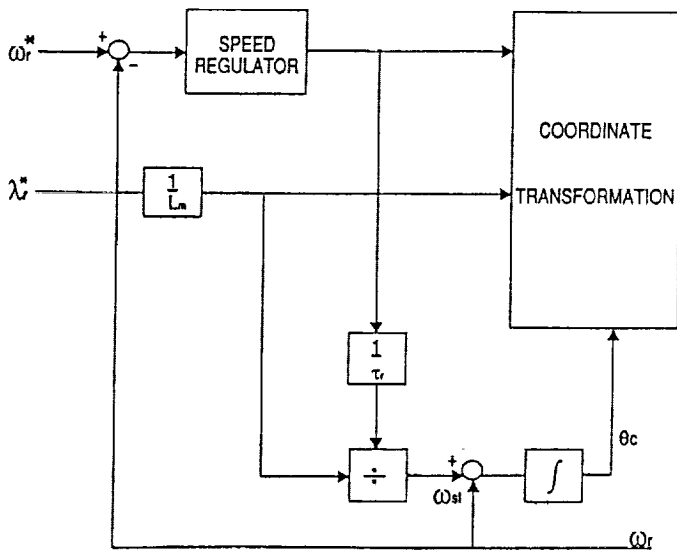 ωr* + - SPEED
REGULATOR
COORDINATE
TRANSFORMATION
λr* 1
Lm
1
τr
÷ + ωsl ∫ θc
ωr